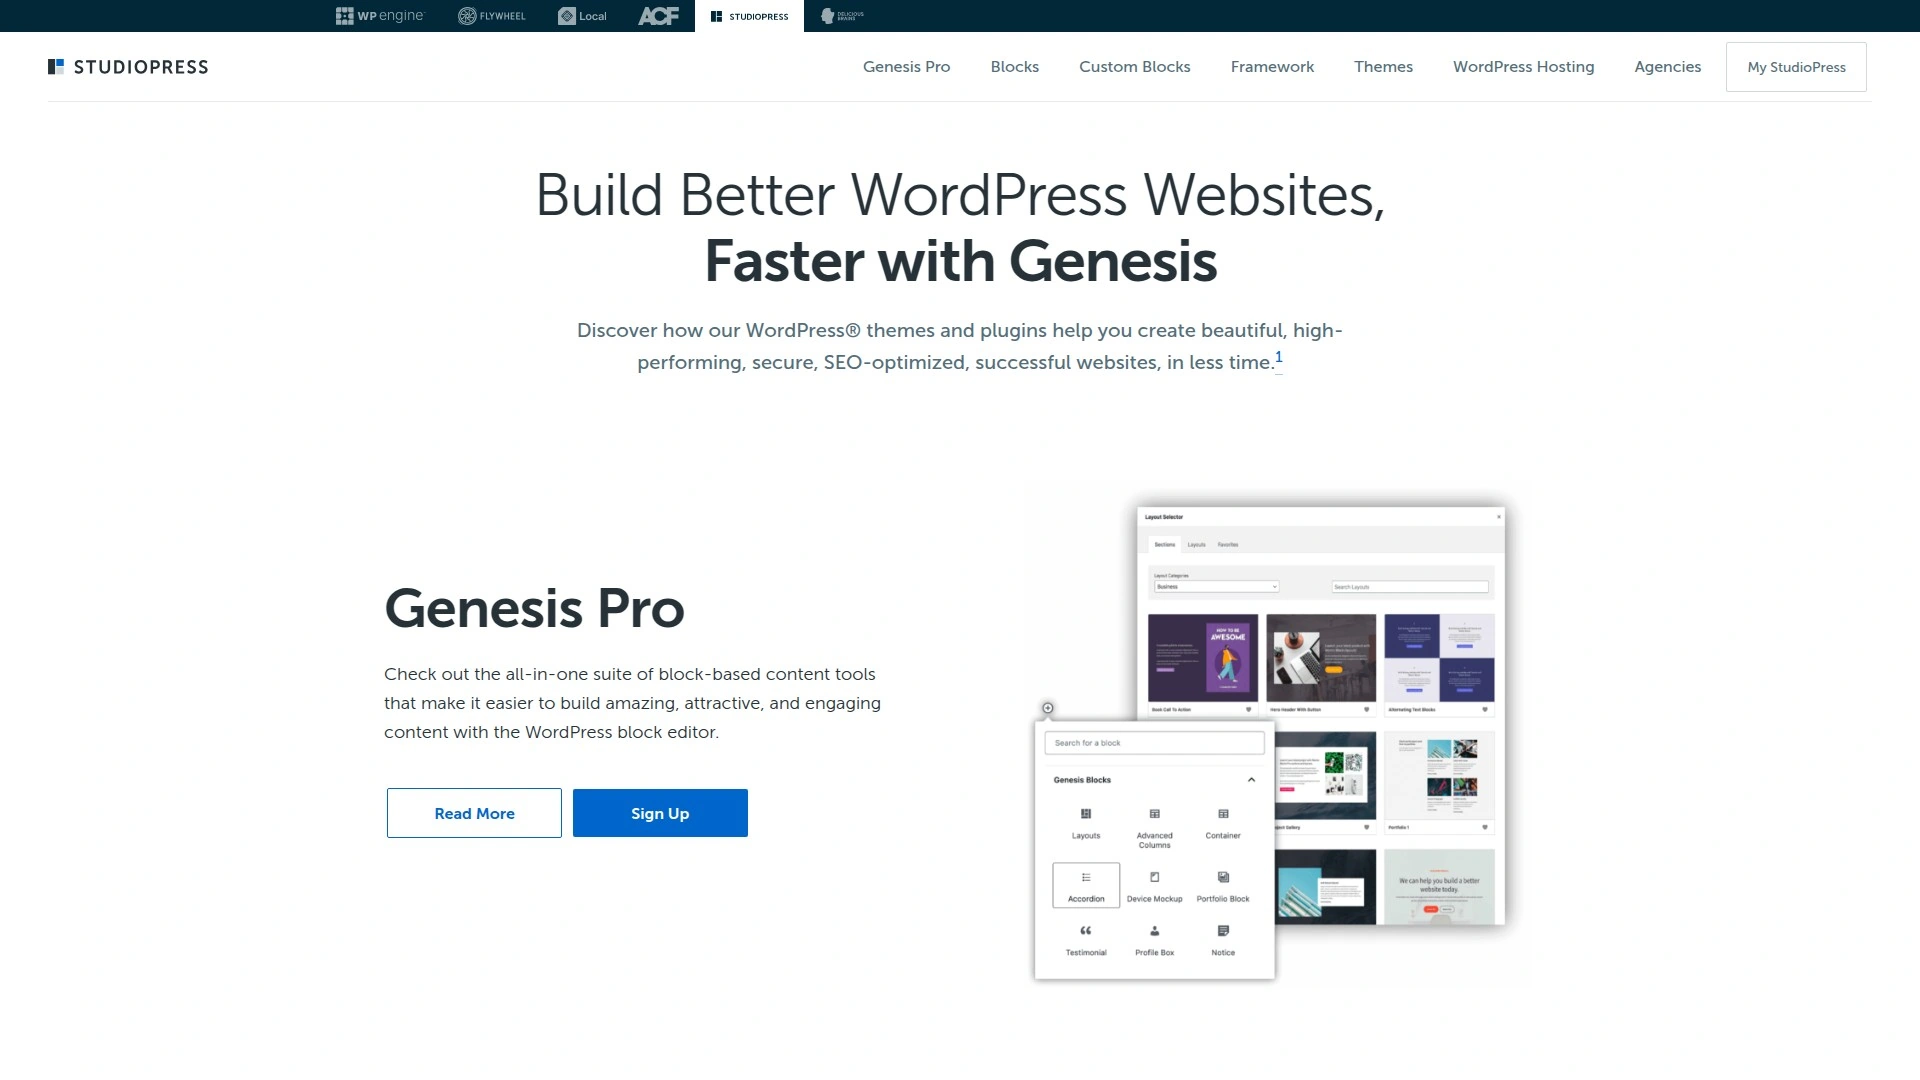 WP engine
FLYWHEEL
Local
ACF
STUDIOPRESS
DELICIOUS
BRAINS
STUDIOPRESS
Genesis Pro
Blocks
Custom Blocks
Framework
Themes
WordPress Hosting
Agencies
My StudioPress
Build Better WordPress Websites,
Faster with Genesis
Discover how our WordPress® themes and plugins help you create beautiful, high-
performing, secure, SEO-optimized, successful websites, in less time.1
Genesis Pro
Check out the all-in-one suite of block-based content tools
that make it easier to build amazing, attractive, and engaging
content with the WordPress block editor.
Read More
Sign Up
Layout Selector
Sections
Layouts
Favorites
Layout Categories
Business
Search Layouts
HOW TO BE
AWESOME
Book Call To Action
Hero Header With Button
Alternating Text Blocks
Gallery
Portfolio 1
We can help you build a better
website today.
Search for a block
Genesis Blocks
Layouts
Advanced
Columns
Container
Accordion
Device Mockup
Portfolio Block
Testimonial
Profile Box
Notice